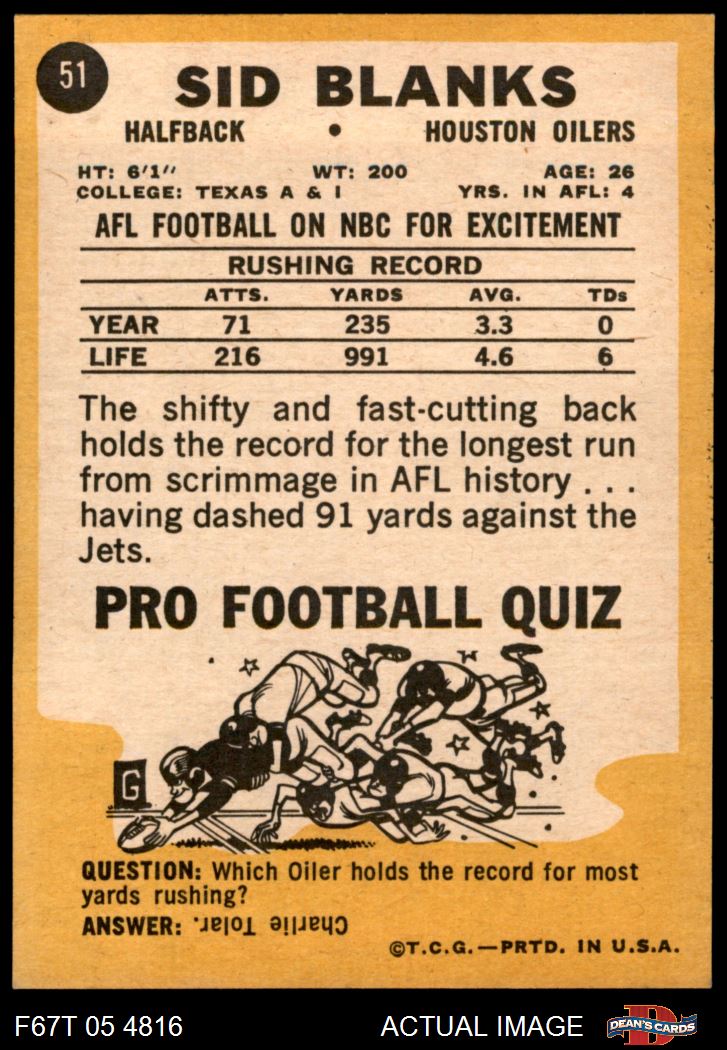 51
SID BLANKS
HALFBACK • HOUSTON OILERS
HT: 6'1" WT: 200 AGE: 26
COLLEGE: TEXAS A & I YRS. IN AFL: 4
AFL FOOTBALL ON NBC FOR EXCITEMENT
RUSHING RECORD
ATTS. YARDS AVG. TDs
YEAR 71 235 3.3 0
LIFE 216 991 4.6 6
The shifty and fast-cutting back
holds the record for the longest run
from scrimmage in AFL history . . .
having dashed 91 yards against the
Jets.
PRO FOOTBALL QUIZ
G
QUESTION: Which Oiler holds the record for most
yards rushing?
ANSWER: Charlie Tolar.
©T.C.G.—PRTD. IN U.S.A.
F67T 05 4816 ACTUAL IMAGE DEAN'S CARDS